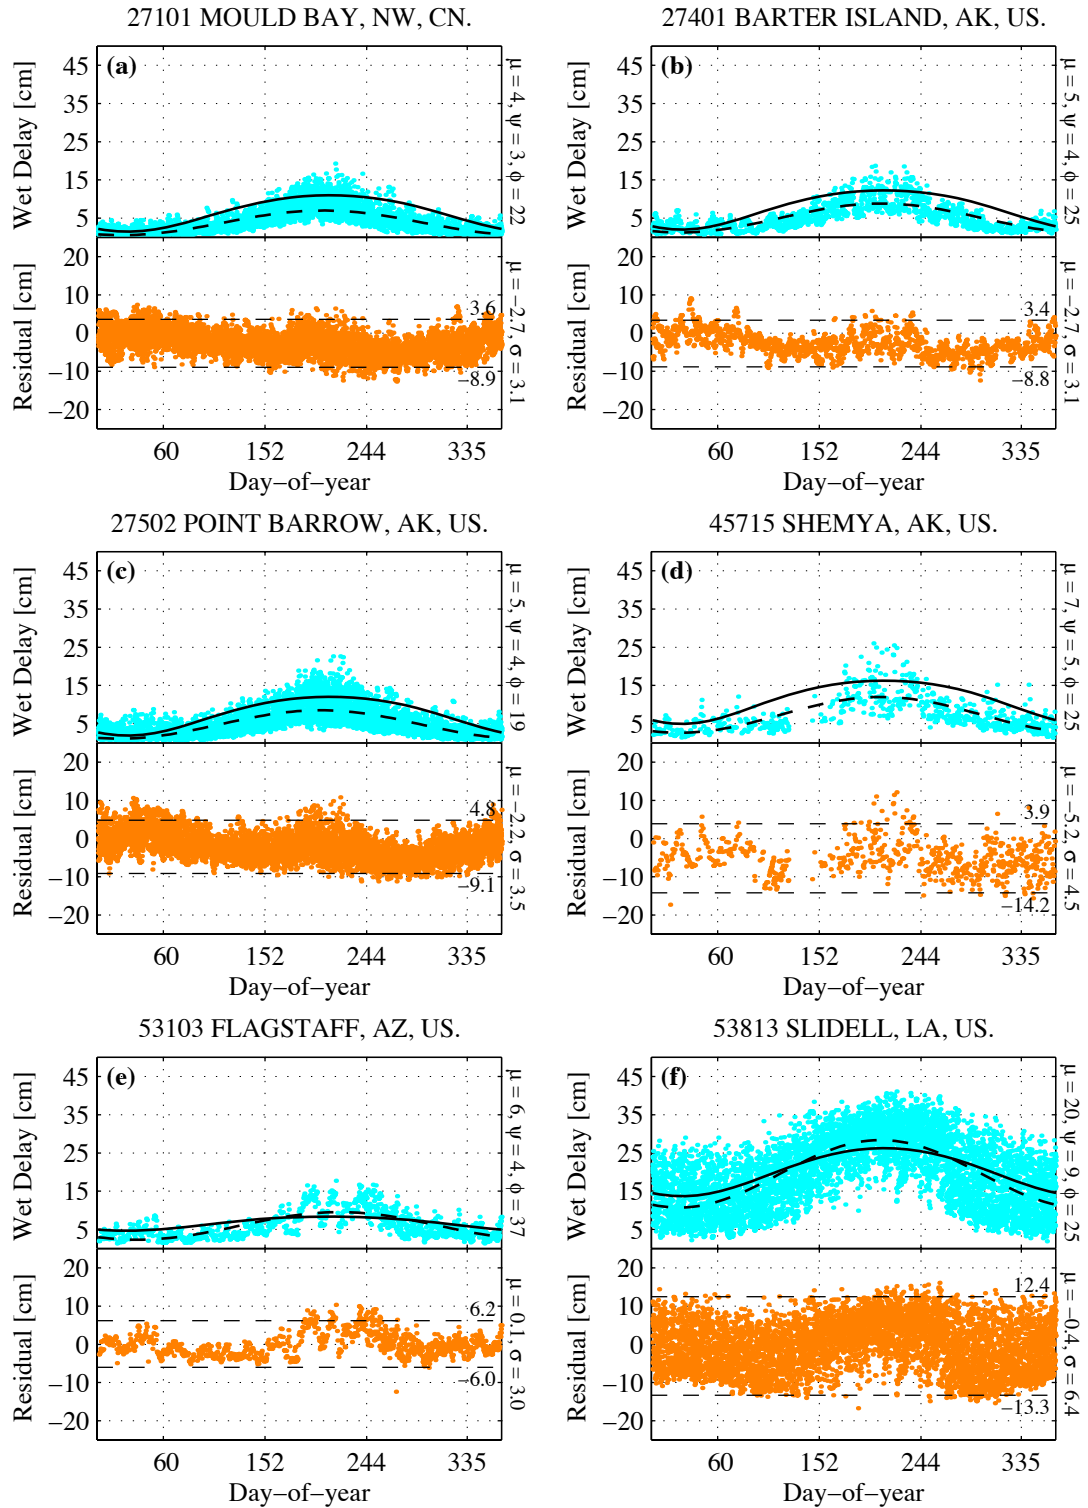 27101 MOULD BAY, NW, CN.
(a)
Wet Delay [cm]
45
35
25
15
5
μ = 4, ψ = 3, ϕ = 22
Residual [cm]
20
10
0
−10
−20
3.6
−8.9
μ = −2.7, σ = 3.1
60 152 244 335
Day−of−year
27401 BARTER ISLAND, AK, US.
(b)
Wet Delay [cm]
45
35
25
15
5
μ = 5, ψ = 4, ϕ = 25
Residual [cm]
20
10
0
−10
−20
3.4
−8.8
μ = −2.7, σ = 3.1
60 152 244 335
Day−of−year
27502 POINT BARROW, AK, US.
(c)
Wet Delay [cm]
45
35
25
15
5
μ = 5, ψ = 4, ϕ = 19
Residual [cm]
20
10
0
−10
−20
4.8
−9.1
μ = −2.2, σ = 3.5
60 152 244 335
Day−of−year
45715 SHEMYA, AK, US.
(d)
Wet Delay [cm]
45
35
25
15
5
μ = 7, ψ = 5, ϕ = 25
Residual [cm]
20
10
0
−10
−20
3.9
−14.2
μ = −5.2, σ = 4.5
60 152 244 335
Day−of−year
53103 FLAGSTAFF, AZ, US.
(e)
Wet Delay [cm]
45
35
25
15
5
μ = 6, ψ = 4, ϕ = 37
Residual [cm]
20
10
0
−10
−20
6.2
−6.0
μ = 0.1, σ = 3.0
60 152 244 335
Day−of−year
53813 SLIDELL, LA, US.
(f)
Wet Delay [cm]
45
35
25
15
5
μ = 20, ψ = 9, ϕ = 25
Residual [cm]
20
10
0
−10
−20
12.4
−13.3
μ = −0.4, σ = 6.4
60 152 244 335
Day−of−year